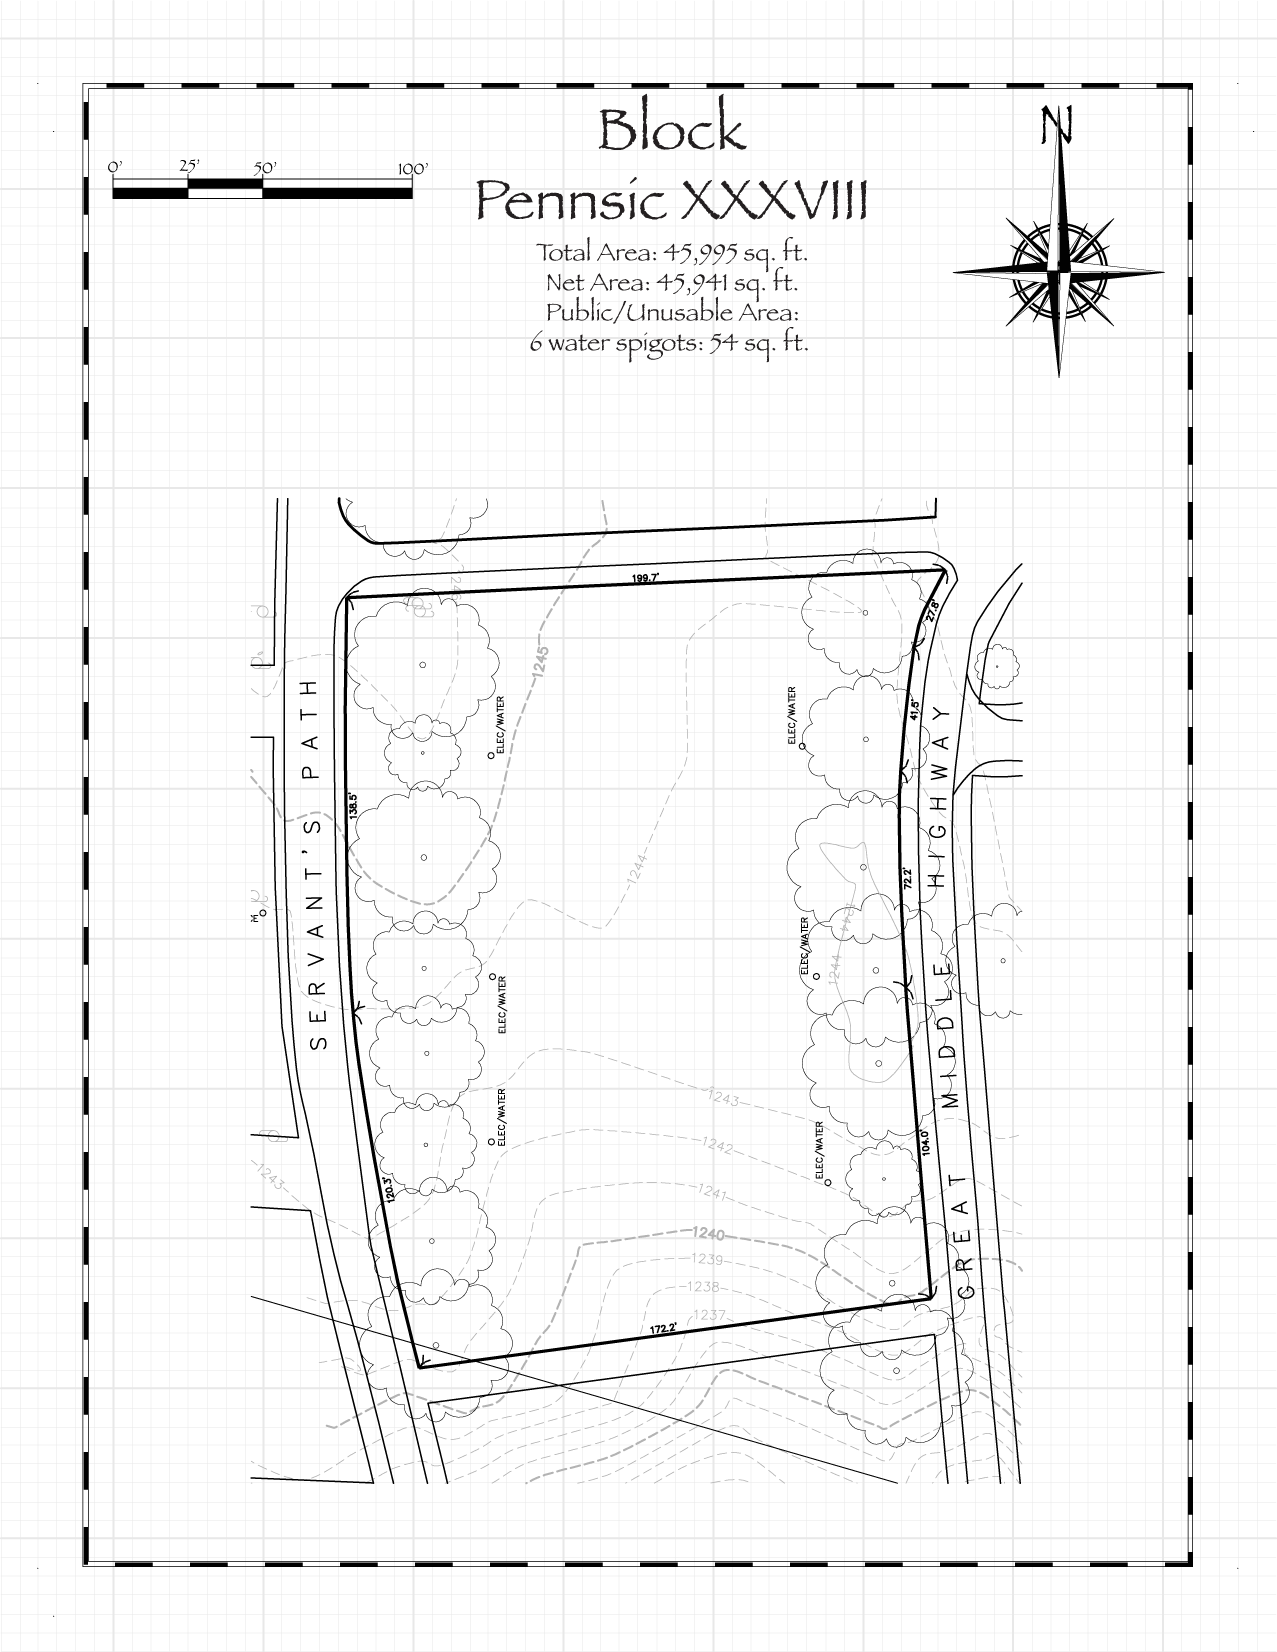 Block
Pennsic XXXVIII
Total Area: 45,995 sq. ft.
Net Area: 45,941 sq. ft.
Public/Unusable Area:
6 water spigots: 54 sq. ft.
0' 25' 50' 100'
N
199.7'
27.8'
41.5'
72.2'
104.0'
172.2'
120.3'
138.5'
SERVANT'S PATH
GREAT MIDDLE HIGHWAY
ELEC/WATER
ELEC/WATER
ELEC/WATER
ELEC/WATER
ELEC/WATER
ELEC/WATER
1245
1244
1244
1244
1243
1243
1242
1241
1240
1239
1238
1237